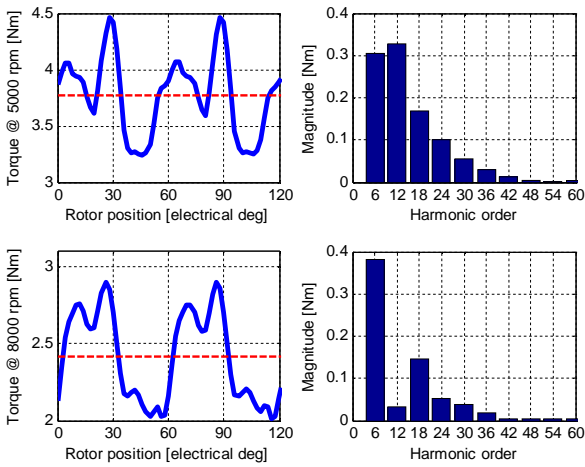 Torque @ 5000 rpm [Nm]
4.5
4
3.5
3
0 30 60 90 120
Rotor position [electrical deg]
Magnitude [Nm]
0.4
0.3
0.2
0.1
0
0 6 12 18 24 30 36 42 48 54 60
Harmonic order
Torque @ 8000 rpm [Nm]
3
2.5
2
0 30 60 90 120
Rotor position [electrical deg]
Magnitude [Nm]
0.4
0.3
0.2
0.1
0
0 6 12 18 24 30 36 42 48 54 60
Harmonic order